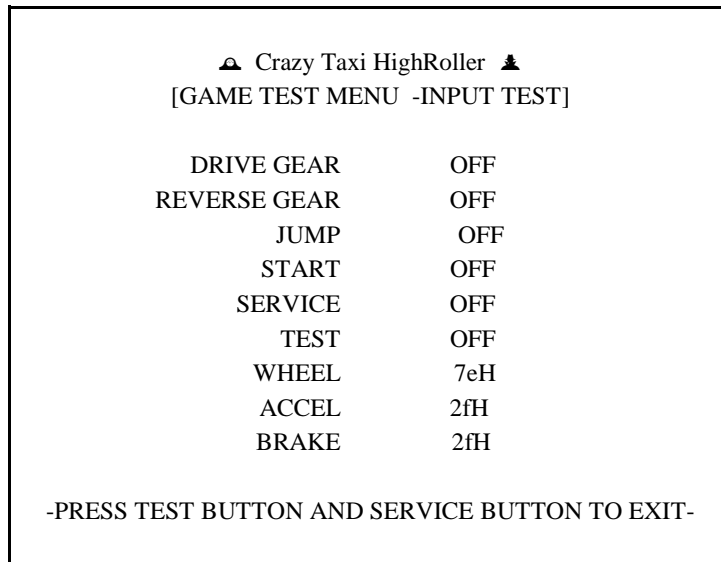 Crazy Taxi HighRoller
[GAME TEST MENU -INPUT TEST]
DRIVE GEAR OFF
REVERSE GEAR OFF
JUMP OFF
START OFF
SERVICE OFF
TEST OFF
WHEEL 7eH
ACCEL 2fH
BRAKE 2fH
-PRESS TEST BUTTON AND SERVICE BUTTON TO EXIT-